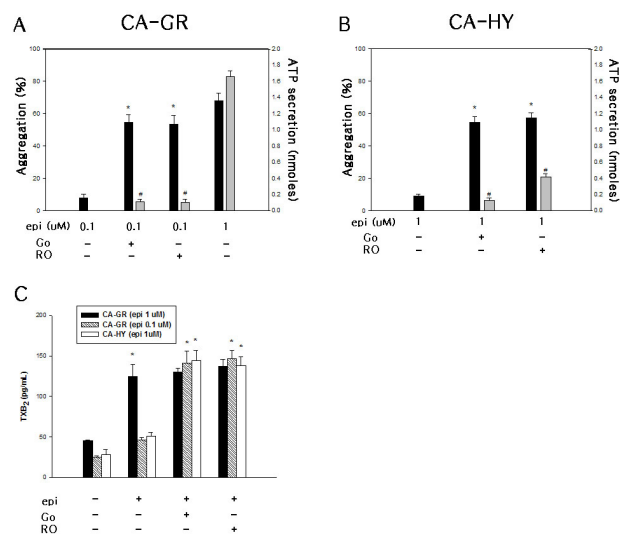 A
CA-GR
Aggregation (%)
100
80
60
40
20
0
ATP secretion (nmoles)
2.0
1.8
1.6
1.4
1.2
1.0
0.8
0.6
0.4
0.2
0.0
* * # #
epi (uM) 0.1 0.1 0.1 1
Go - + - -
RO - - + -
B
CA-HY
Aggregation (%)
100
80
60
40
20
0
ATP secretion (nmoles)
2.0
1.8
1.6
1.4
1.2
1.0
0.8
0.6
0.4
0.2
0.0
* * # #
epi (uM) 1 1 1
Go - + -
RO - - +
C
CA-GR (epi 1 uM)
CA-GR (epi 0.1 uM)
CA-HY (epi 1uM)
TXB2 (pg/mL)
200
150
100
50
0
* * * * *
epi - + + +
Go - - + -
RO - - - +